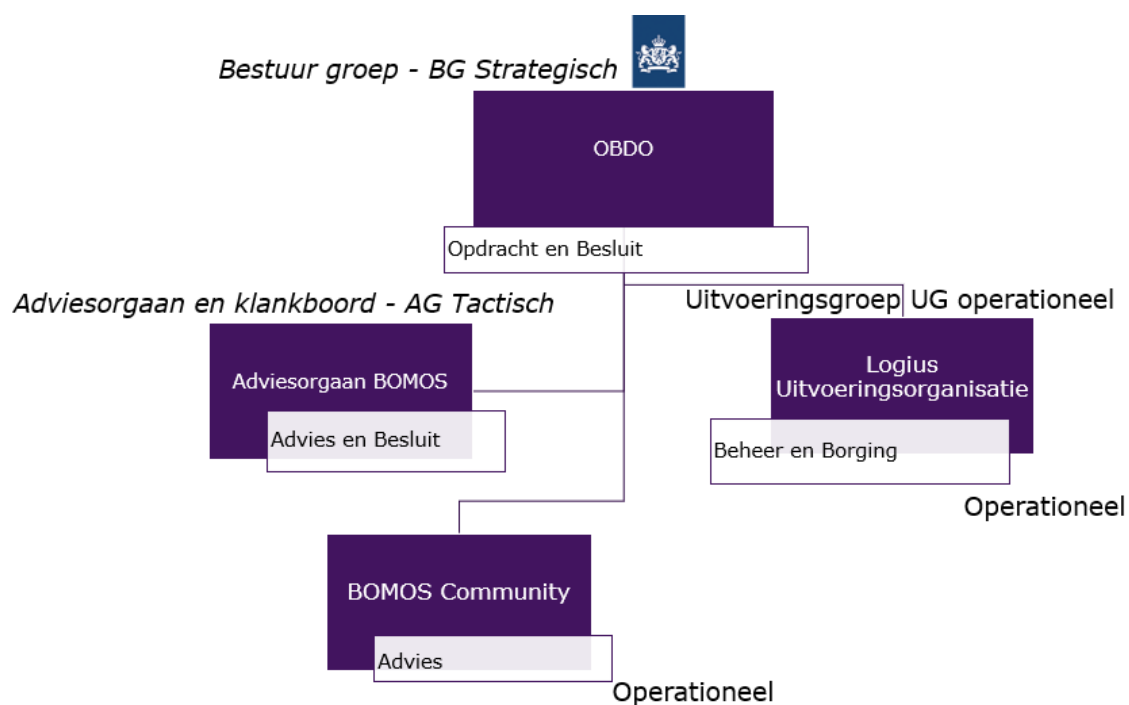 Bestuur groep - BG Strategisch
OBDO
Opdracht en Besluit
Adviesorgaan en klankboord - AG Tactisch
Adviesorgaan BOMOS
Advies en Besluit
Uitvoeringsgroep UG operationeel
Logius
Uitvoeringsorganisatie
Beheer en Borging
Operationeel
BOMOS Community
Advies
Operationeel